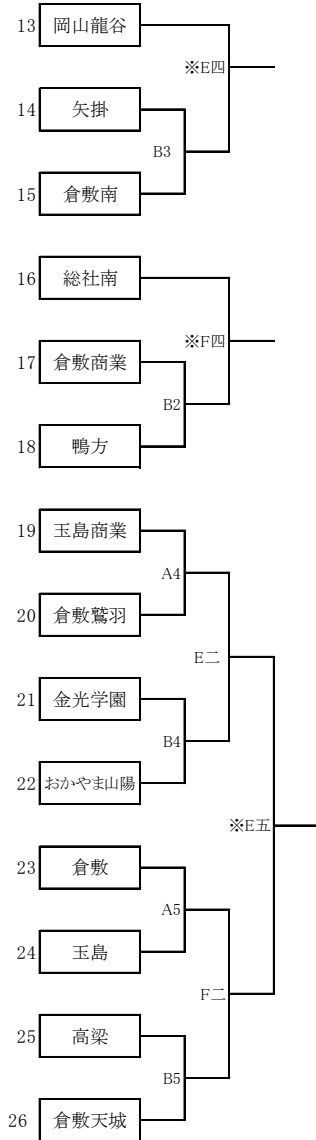 13 岡山龍谷
※E四
14 矢掛
B3
15 倉敷南
16 総社南
※F四
17 倉敷商業
B2
18 鴨方
19 玉島商業
A4
20 倉敷鷲羽
E二
21 金光学園
B4
22 おかやま山陽
※E五
23 倉敷
A5
24 玉島
F二
25 高梁
B5
26 倉敷天城